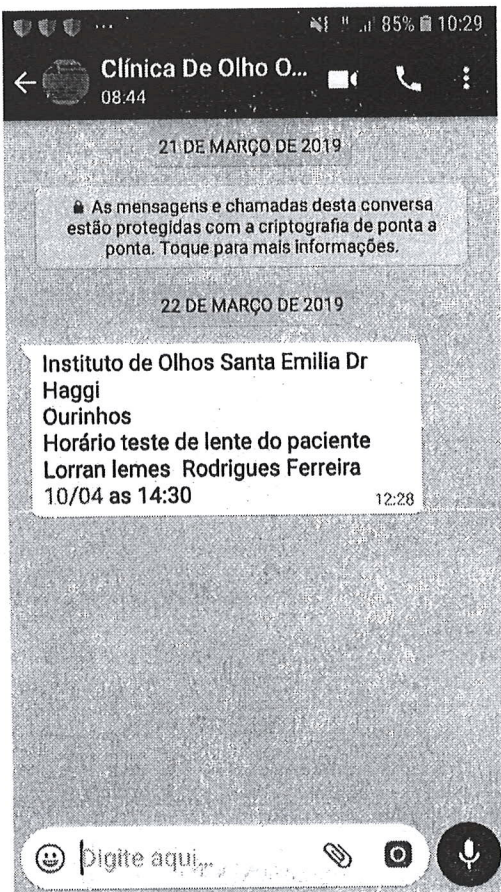 85% 10:29
Clínica De Olho O...
08:44
21 DE MARÇO DE 2019
As mensagens e chamadas desta conversa
estão protegidas com a criptografia de ponta a
ponta. Toque para mais informações.
22 DE MARÇO DE 2019
Instituto de Olhos Santa Emilia Dr
Haggi
Ourinhos
Horário teste de lente do paciente
Lorran lemes Rodrigues Ferreira
10/04 as 14:30
12:28
Digite aqui...